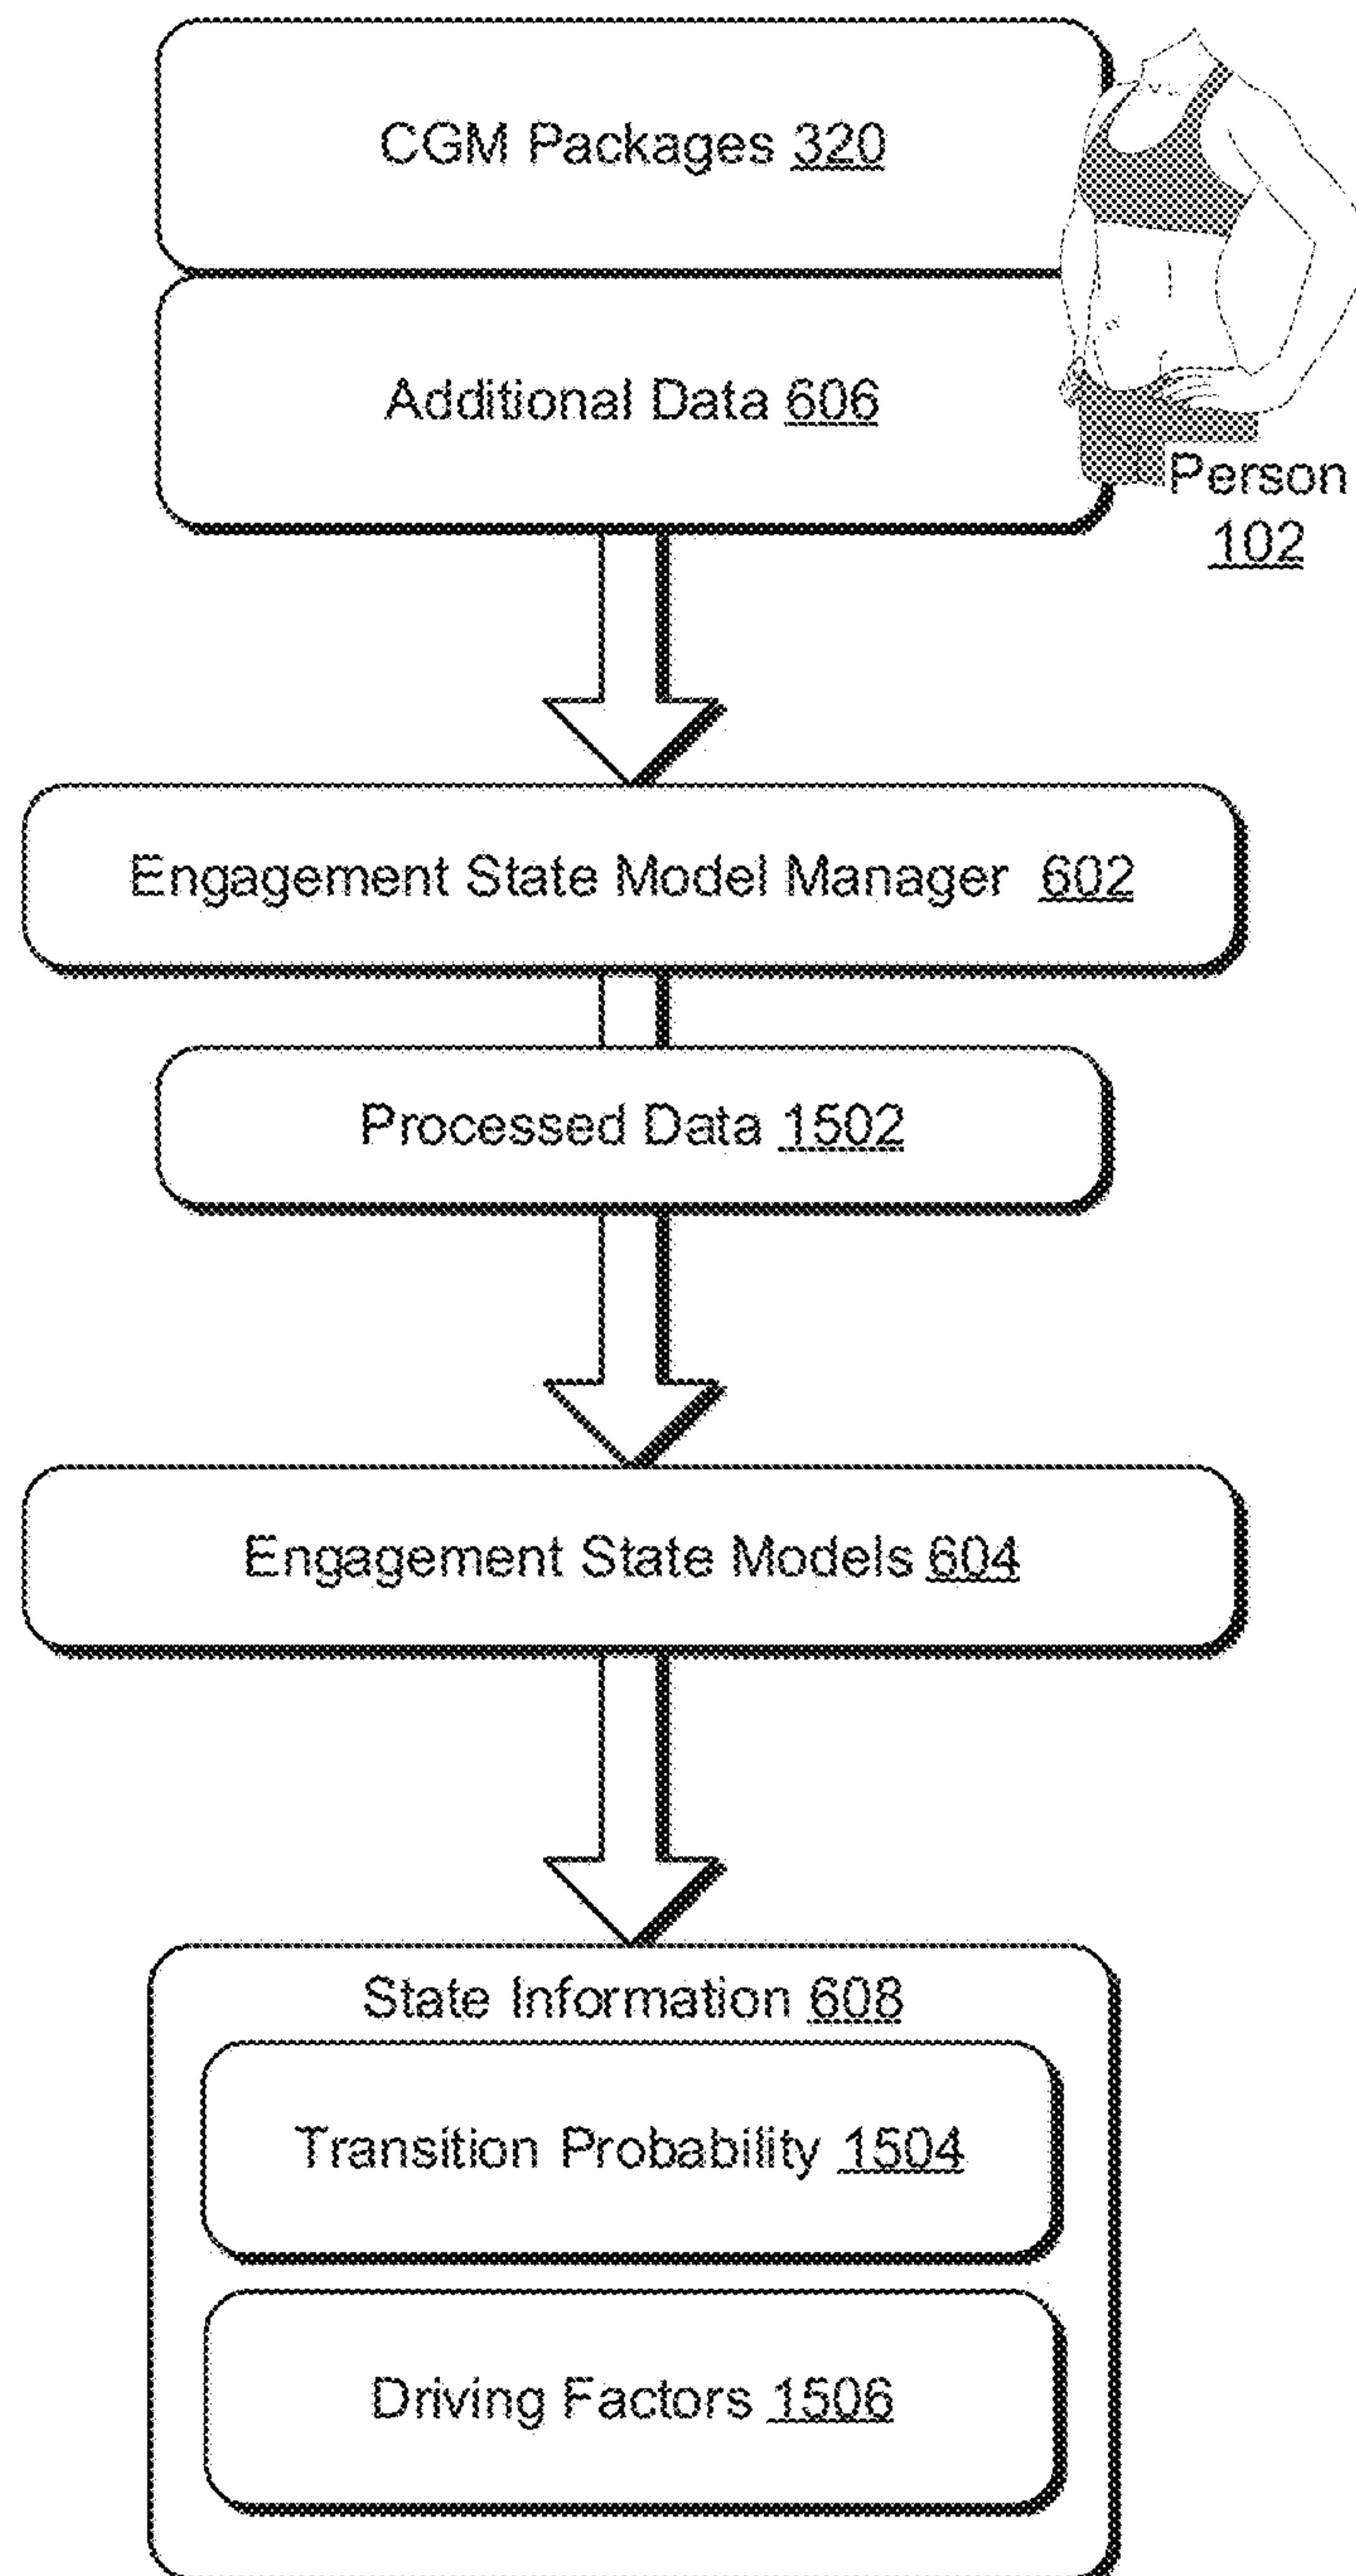 CGM Packages 320
Additional Data 606
Person
102
Engagement State Model Manager 602
Processed Data 1502
Engagement State Models 604
State Information 608
Transition Probability 1504
Driving Factors 1506